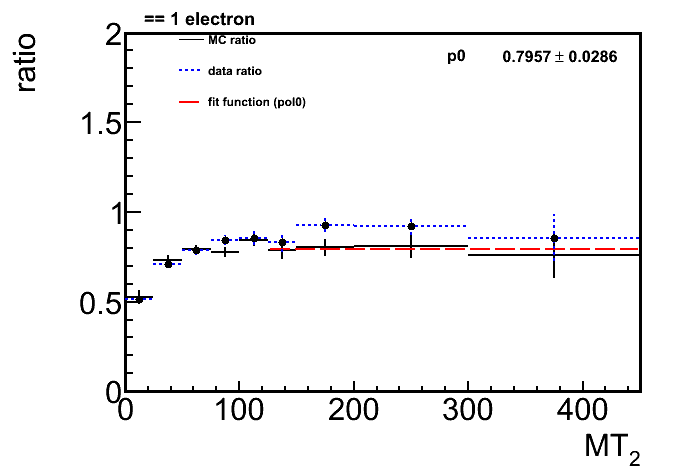 == 1 electron
MC ratio
data ratio
fit function (pol0)
p0 0.7957 ± 0.0286
ratio
2
1.5
1
0.5
0
0 100 200 300 400
MT2